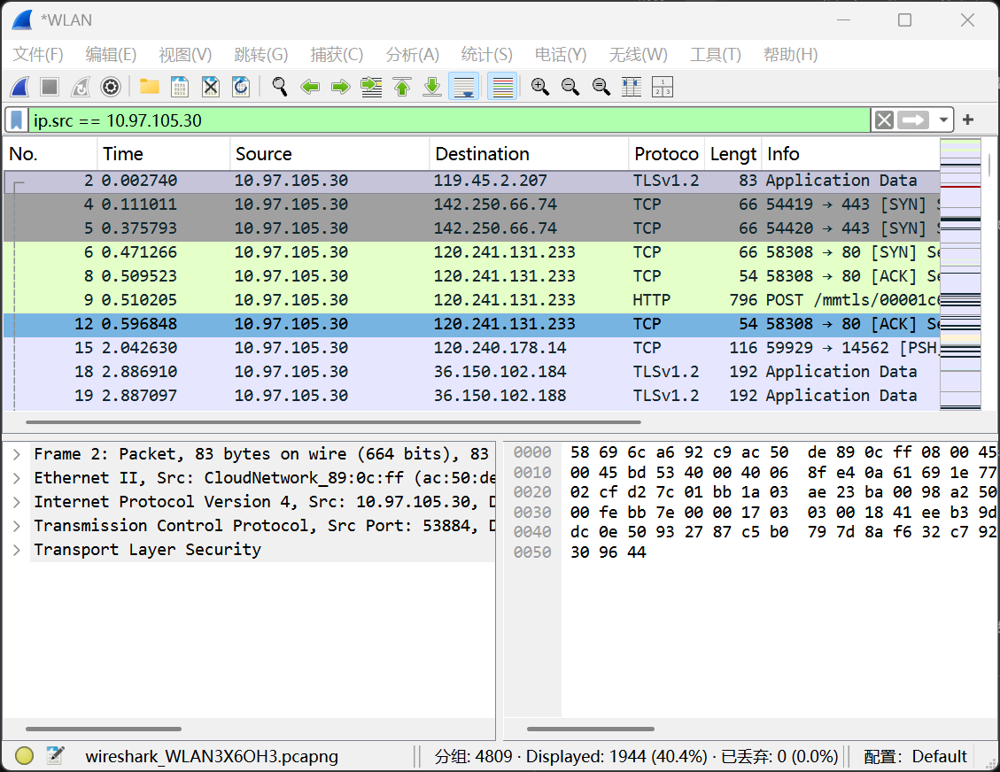 *WLAN
文件(F) 编辑(E) 视图(V) 跳转(G) 捕获(C) 分析(A) 统计(S) 电话(Y) 无线(W) 工具(T) 帮助(H)
ip.src == 10.97.105.30
No. Time Source Destination Protoco Lengt Info
2 0.002740 10.97.105.30 119.45.2.207 TLSv1.2 83 Application Data
4 0.111011 10.97.105.30 142.250.66.74 TCP 66 54419 → 443 [SYN] S
5 0.375793 10.97.105.30 142.250.66.74 TCP 66 54420 → 443 [SYN] S
6 0.471266 10.97.105.30 120.241.131.233 TCP 66 58308 → 80 [SYN] Se
8 0.509523 10.97.105.30 120.241.131.233 TCP 54 58308 → 80 [ACK] Se
9 0.510205 10.97.105.30 120.241.131.233 HTTP 796 POST /mmtls/00001c6
12 0.596848 10.97.105.30 120.241.131.233 TCP 54 58308 → 80 [ACK] Se
15 2.042630 10.97.105.30 120.240.178.14 TCP 116 59929 → 14562 [PSH,
18 2.886910 10.97.105.30 36.150.102.184 TLSv1.2 192 Application Data
19 2.887097 10.97.105.30 36.150.102.188 TLSv1.2 192 Application Data
Frame 2: Packet, 83 bytes on wire (664 bits), 83
Ethernet II, Src: CloudNetwork_89:0c:ff (ac:50:de
Internet Protocol Version 4, Src: 10.97.105.30, D
Transmission Control Protocol, Src Port: 53884, D
Transport Layer Security
0000 58 69 6c a6 92 c9 ac 50 de 89 0c ff 08 00 45
0010 00 45 bd 53 40 00 40 06 8f e4 0a 61 69 1e 77
0020 02 cf d2 7c 01 bb 1a 03 ae 23 ba 00 98 a2 50
0030 00 fe bb 7e 00 00 17 03 03 00 18 41 ee b3 9d
0040 dc 0e 50 93 27 87 c5 b0 79 7d 8a f6 32 c7 92
0050 30 96 44
wireshark_WLAN3X6OH3.pcapng 分组: 4809 · Displayed: 1944 (40.4%) · 已丢弃: 0 (0.0%) 配置: Default